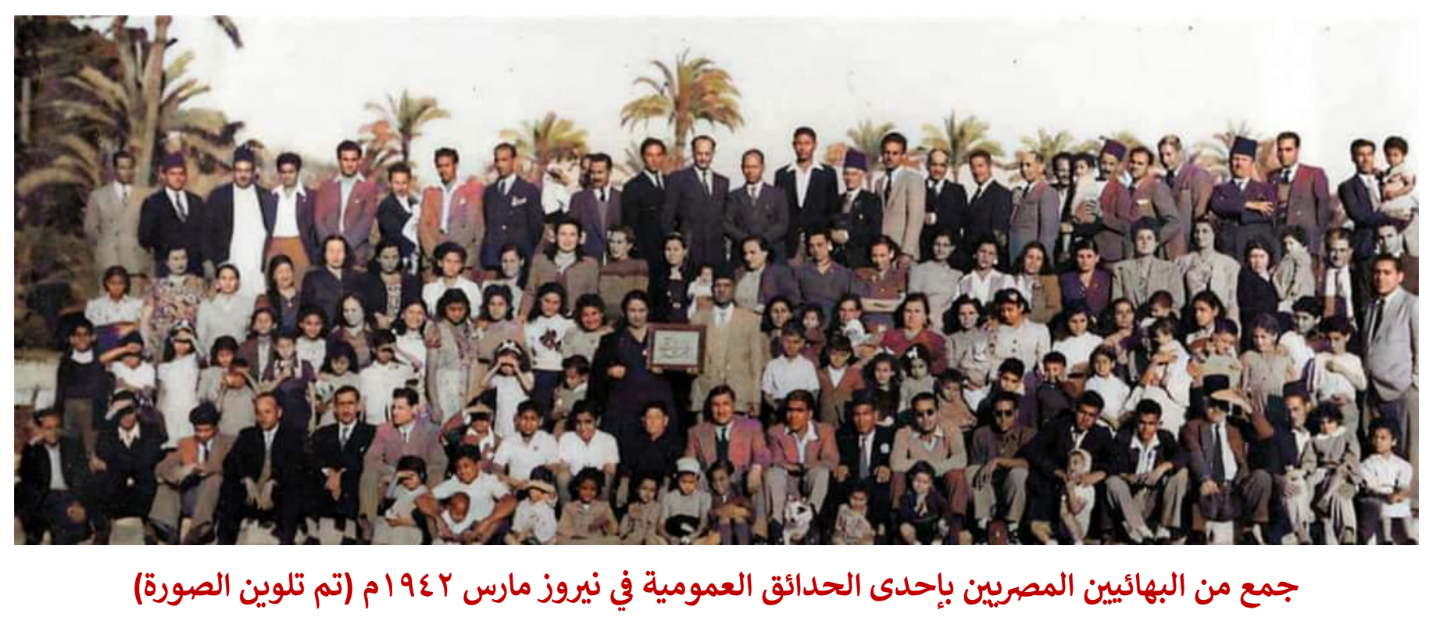 جمع من البهائيين المصريين بإحدى الحدائق العمومية في نيروز مارس ١٩٤٢م (تم تلوين الصورة)